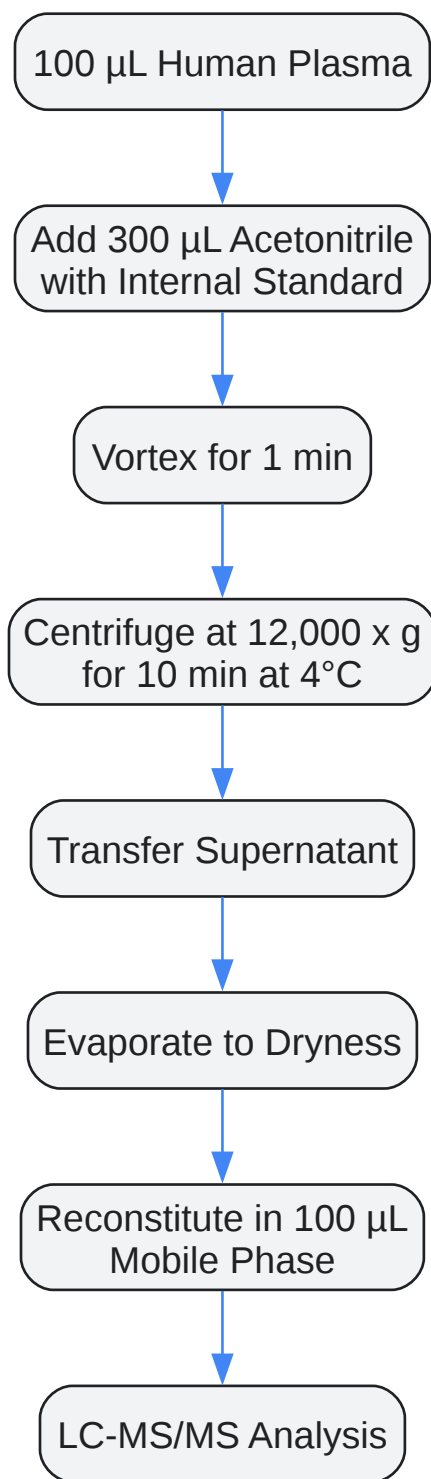 100 µL Human Plasma
Add 300 µL Acetonitrile
with Internal Standard
Vortex for 1 min
Centrifuge at 12,000 x g
for 10 min at 4°C
Transfer Supernatant
Evaporate to Dryness
Reconstitute in 100 µL
Mobile Phase
LC-MS/MS Analysis